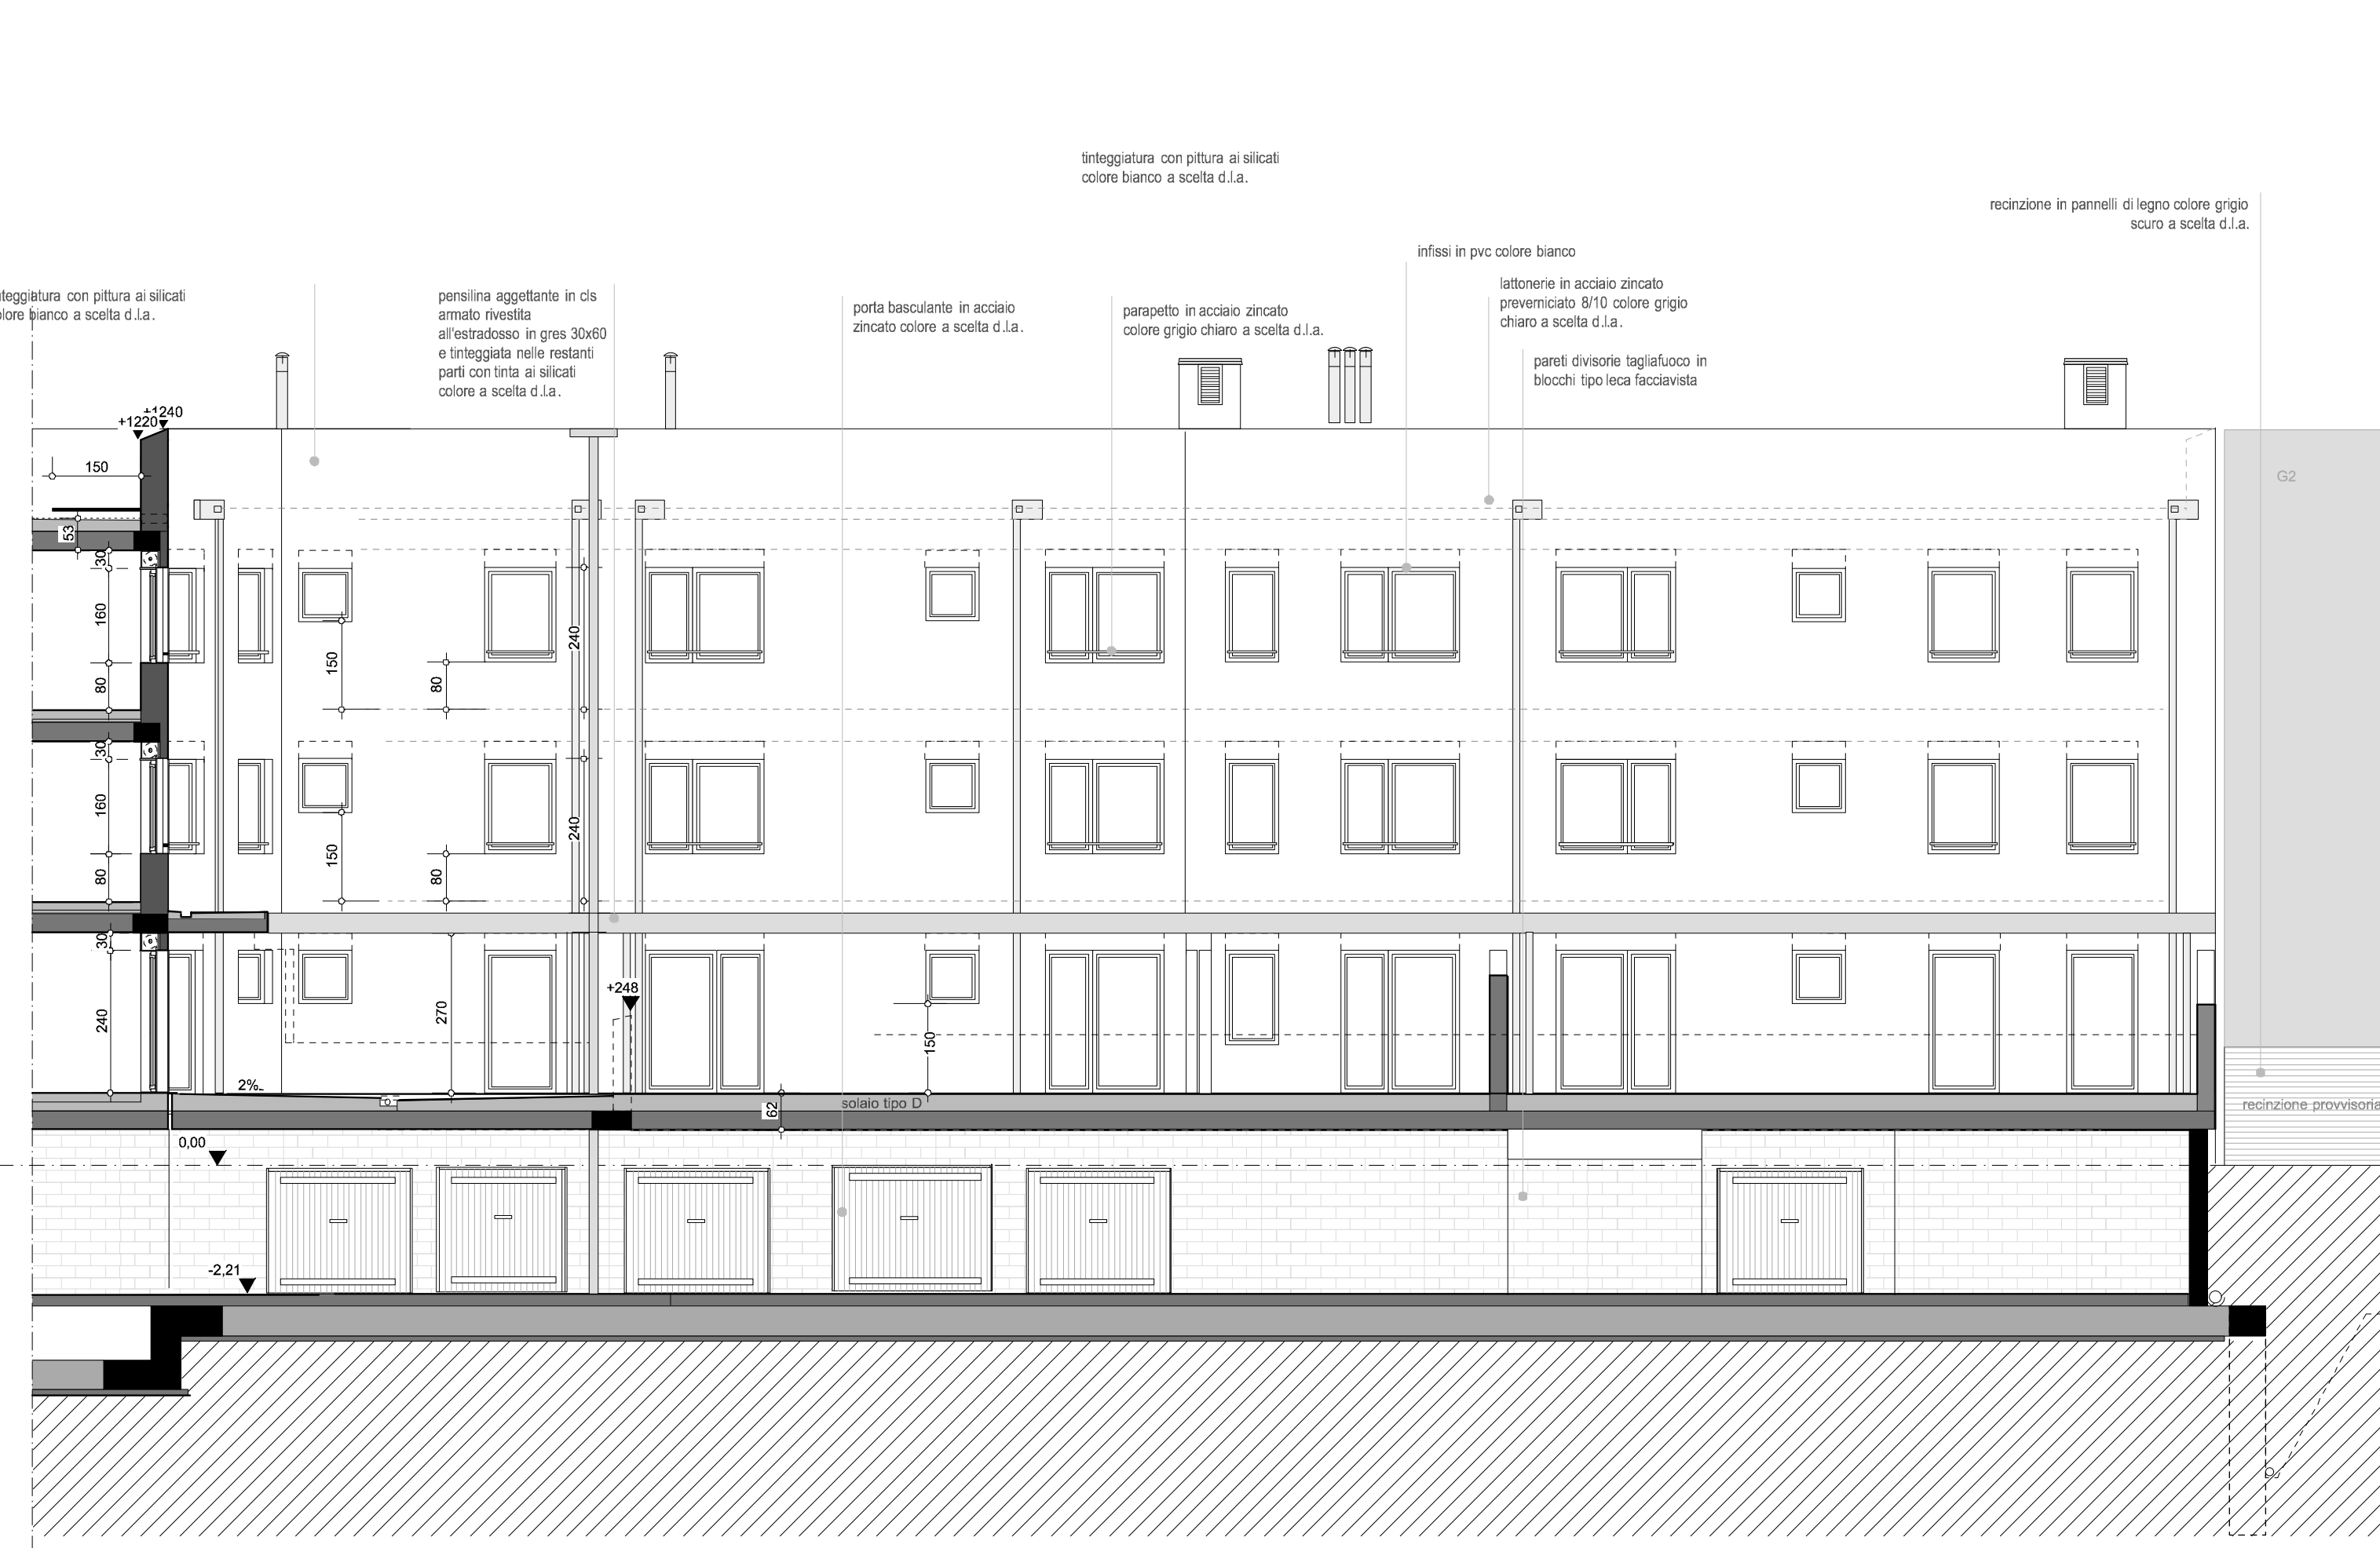 tinteggiatura con pittura ai silicati
colore bianco a scelta d.l.a.
recinzione in pannelli di legno colore grigio
scuro a scelta d.l.a.
infissi in pvc colore bianco
lattonerie in acciaio zincato
preverniciato 8/10 colore grigio
chiaro a scelta d.l.a.
teggiatura con pittura ai silicati
lore bianco a scelta d.l.a.
pensilina aggettante in cls
armato rivestita
all'estradosso in gres 30x60
e tinteggiata nelle restanti
parti con tinta ai silicati
colore a scelta d.l.a.
porta basculante in acciaio
zincato colore a scelta d.l.a.
parapetto in acciaio zincato
colore grigio chiaro a scelta d.l.a.
pareti divisorie tagliafuoco in
blocchi tipo leca facciavista
+1240
+1220
150
G2
53
30
160
240
150
80
80
30
160
240
150
80
80
30
+248
240
270
150
2%
62
solaio tipo D
recinzione provvisoria
0,00
-2,21